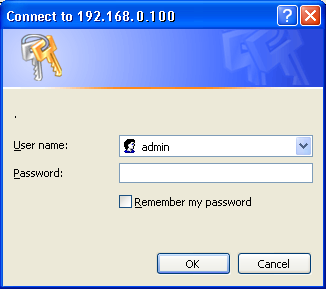 Connect to 192.168.0.100
.
User name:
admin
Password:
Remember my password
OK
Cancel